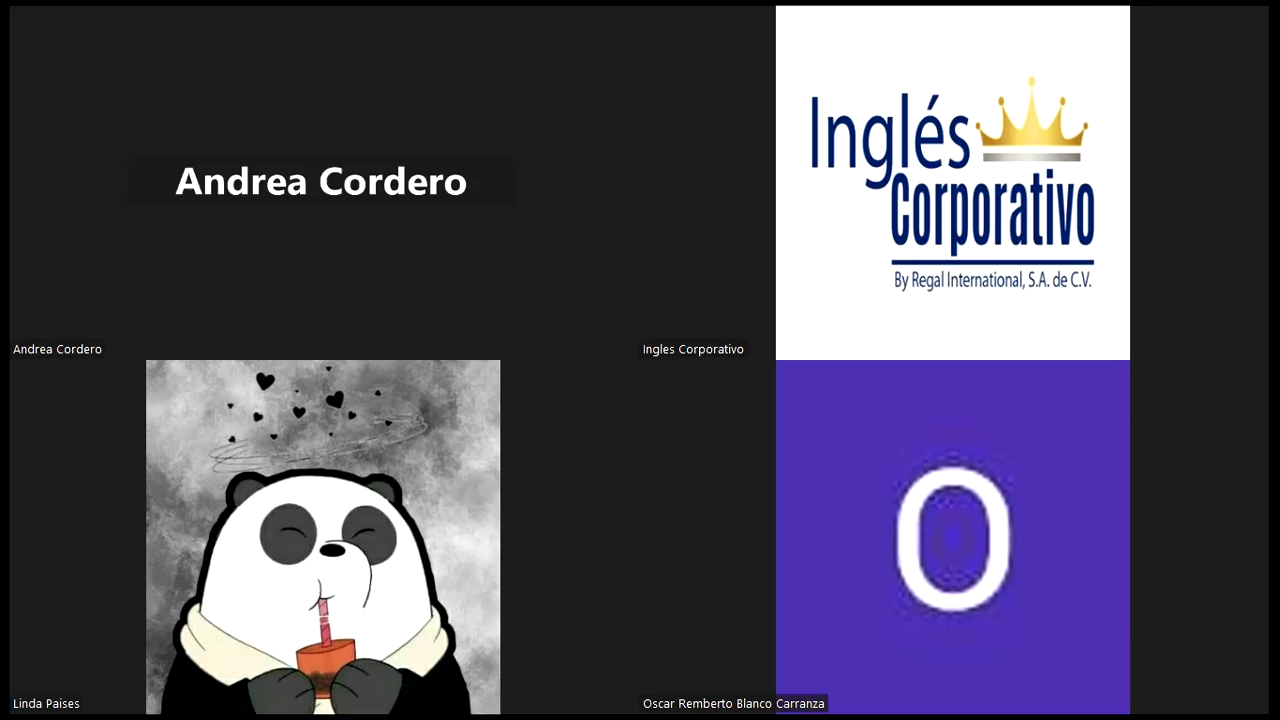 Andrea Cordero
Inglés
Corporativo
By Regal International, S.A. de C.V.
Andrea Cordero
Ingles Corporativo
O
Linda Paises
Oscar Remberto Blanco Carranza